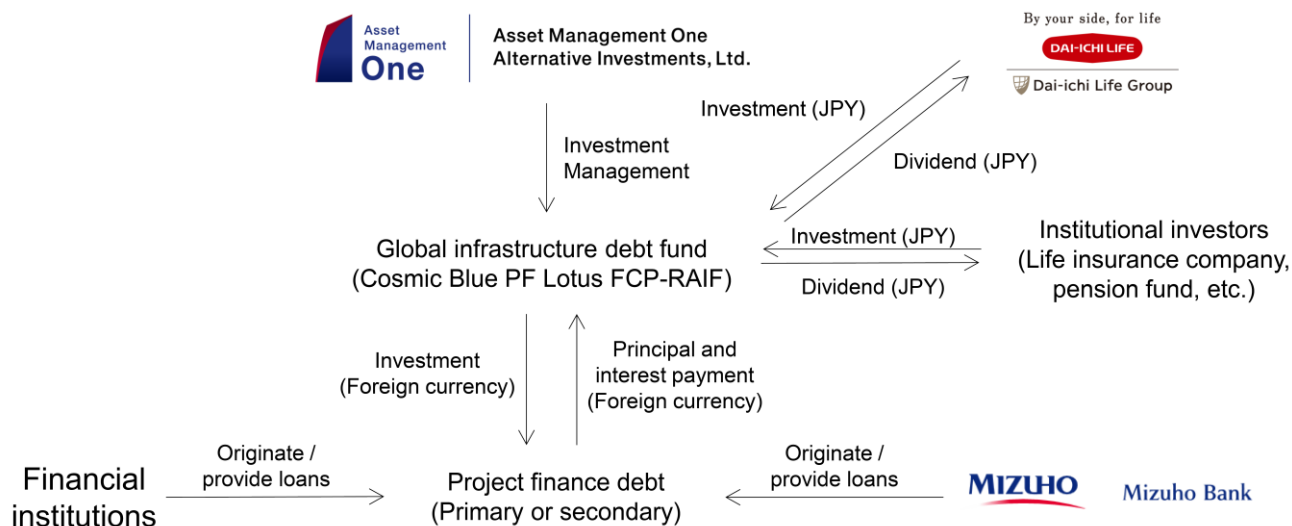 Asset
Management
One
Asset Management One
Alternative Investments, Ltd.
By your side, for life
DAI-ICHI LIFE
Dai-ichi Life Group
Investment (JPY)
Investment
Management
Dividend (JPY)
Global infrastructure debt fund
(Cosmic Blue PF Lotus FCP-RAIF)
Investment (JPY)
Dividend (JPY)
Institutional investors
(Life insurance company,
pension fund, etc.)
Investment
(Foreign currency)
Principal and
interest payment
(Foreign currency)
Financial
institutions
Originate /
provide loans
Project finance debt
(Primary or secondary)
Originate /
provide loans
MIZUHO
Mizuho Bank